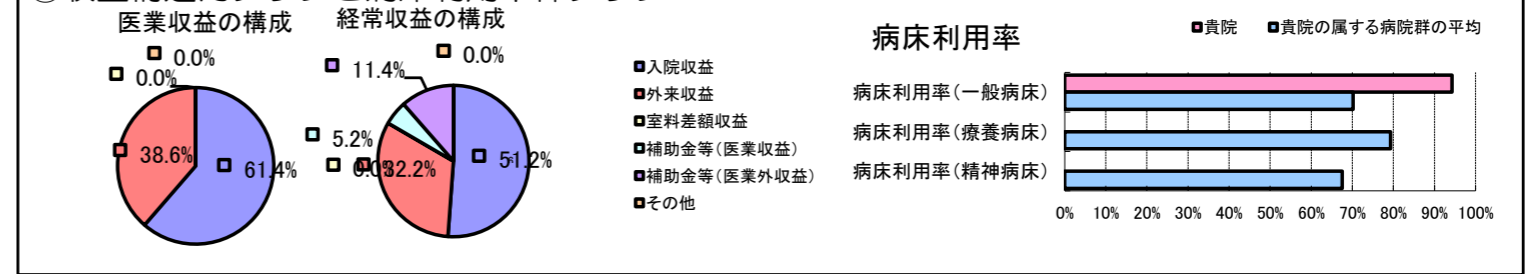 医業収益の構成
0.0%
0.0%
38.6%
61.4%
経常収益の構成
0.0%
11.4%
5.2%
0.0%
32.2%
51.2%
入院収益
外来収益
室料差額収益
補助金等(医業収益)
補助金等(医業外収益)
その他
病床利用率
貴院 貴院の属する病院群の平均
病床利用率(一般病床)
病床利用率(療養病床)
病床利用率(精神病床)
0% 10% 20% 30% 40% 50% 60% 70% 80% 90% 100%